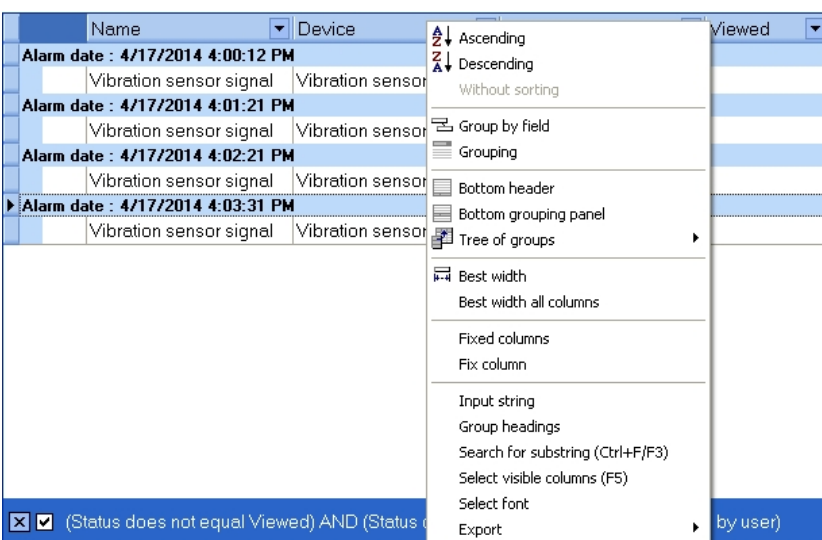 Name Device Viewed
Alarm date : 4/17/2014 4:00:12 PM
Vibration sensor signal Vibration sensor
Alarm date : 4/17/2014 4:01:21 PM
Vibration sensor signal Vibration sensor
Alarm date : 4/17/2014 4:02:21 PM
Vibration sensor signal Vibration sensor
Alarm date : 4/17/2014 4:03:31 PM
Vibration sensor signal Vibration sensor
Ascending
Descending
Without sorting
Group by field
Grouping
Bottom header
Bottom grouping panel
Tree of groups
Best width
Best width all columns
Fixed columns
Fix column
Input string
Group headings
Search for substring (Ctrl+F/F3)
Select visible columns (F5)
Select font
Export
(Status does not equal Viewed) AND (Status by user)